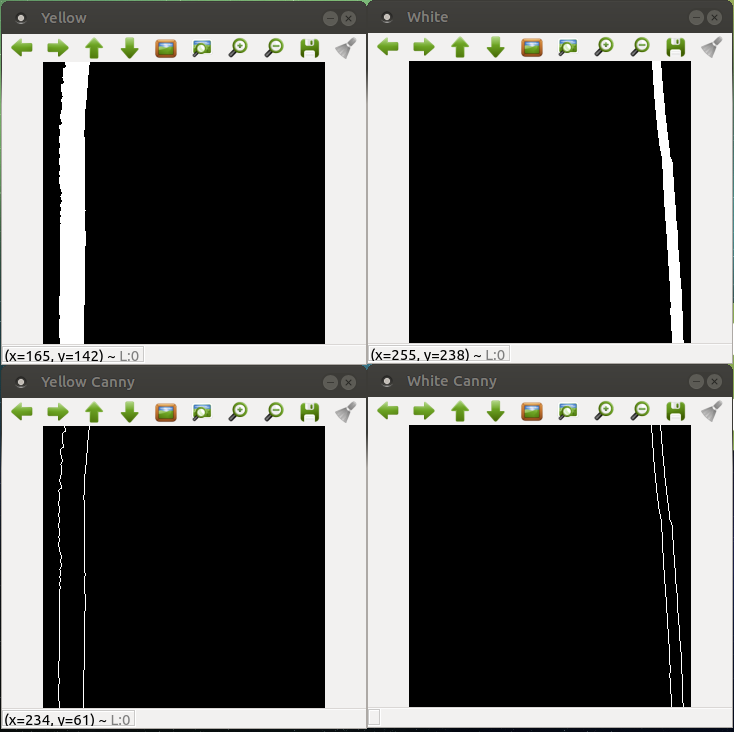 Yellow
White
(x=165, y=142) ~ L:0
(x=255, y=238) ~ L:0
Yellow Canny
White Canny
(x=234, y=61) ~ L:0